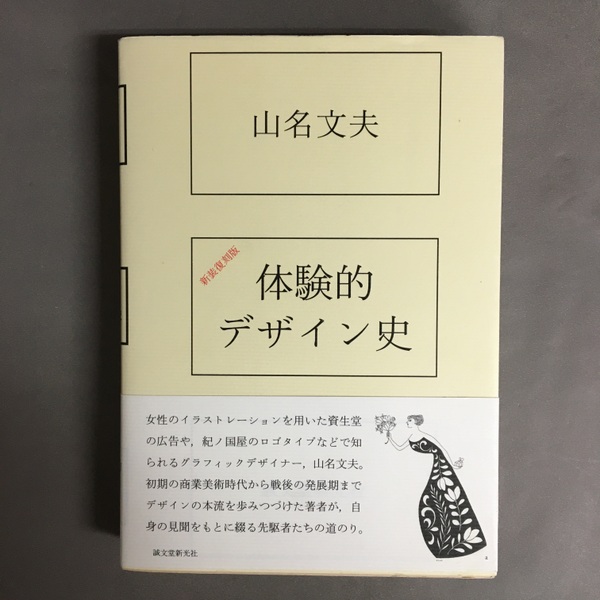 山名文夫
新装復刻版
体験的
デザイン史
女性のイラストレーションを用いた資生堂
の広告や，紀ノ国屋のロゴタイプなどで知
られるグラフィックデザイナー，山名文夫。
初期の商業美術時代から戦後の発展期まで
デザインの本流を歩みつづけた著者が，自
身の見聞をもとに綴る先駆者たちの道のり。
誠文堂新光社